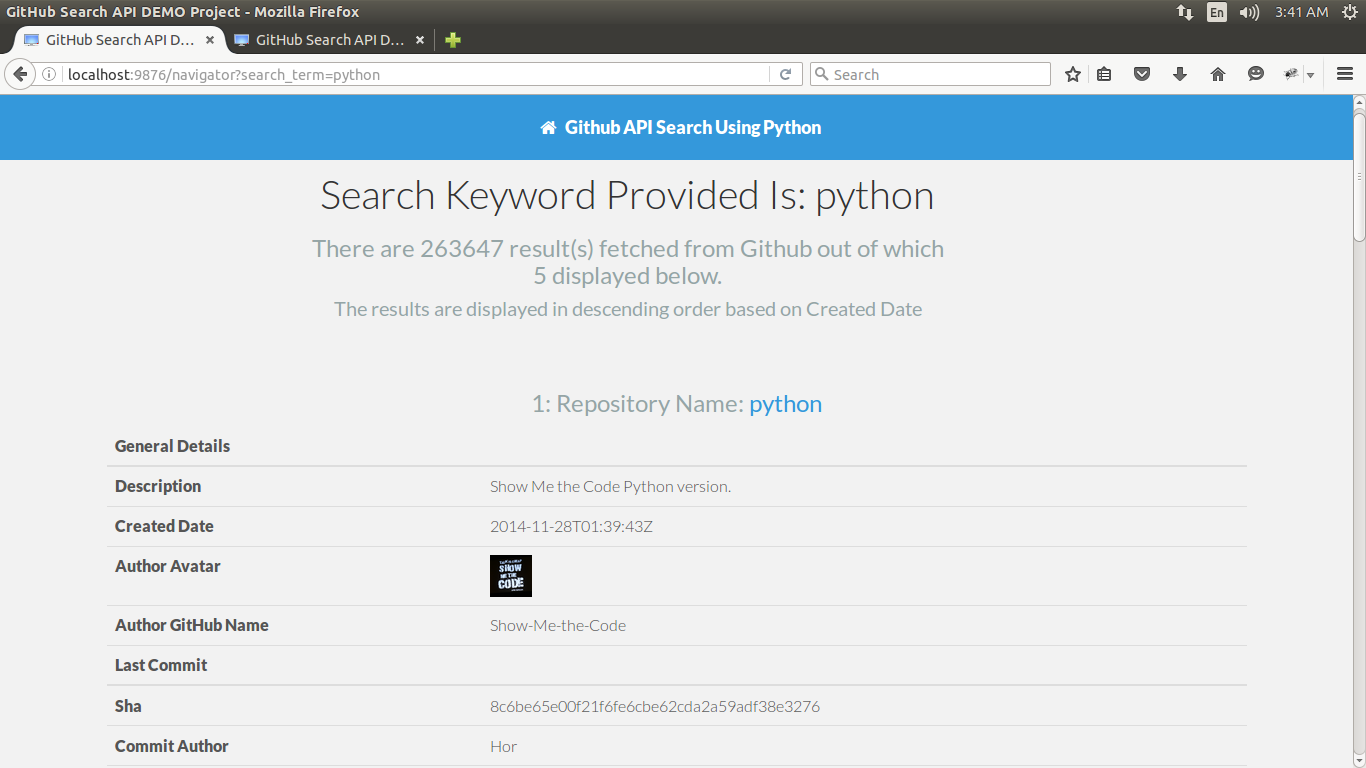 GitHub Search API DEMO Project - Mozilla Firefox
En
3:41 AM
GitHub Search API D...
GitHub Search API D...
localhost:9876/navigator?search_term=python
Search
Github API Search Using Python
Search Keyword Provided Is: python
There are 263647 result(s) fetched from Github out of which
5 displayed below.
The results are displayed in descending order based on Created Date
1: Repository Name: python
General Details
Description Show Me the Code Python version.
Created Date 2014-11-28T01:39:43Z
Author Avatar
SHOW
ME THE
CODE
Author GitHub Name Show-Me-the-Code
Last Commit
Sha 8c6be65e00f21f6fe6cbe62cda2a59adf38e3276
Commit Author Hor